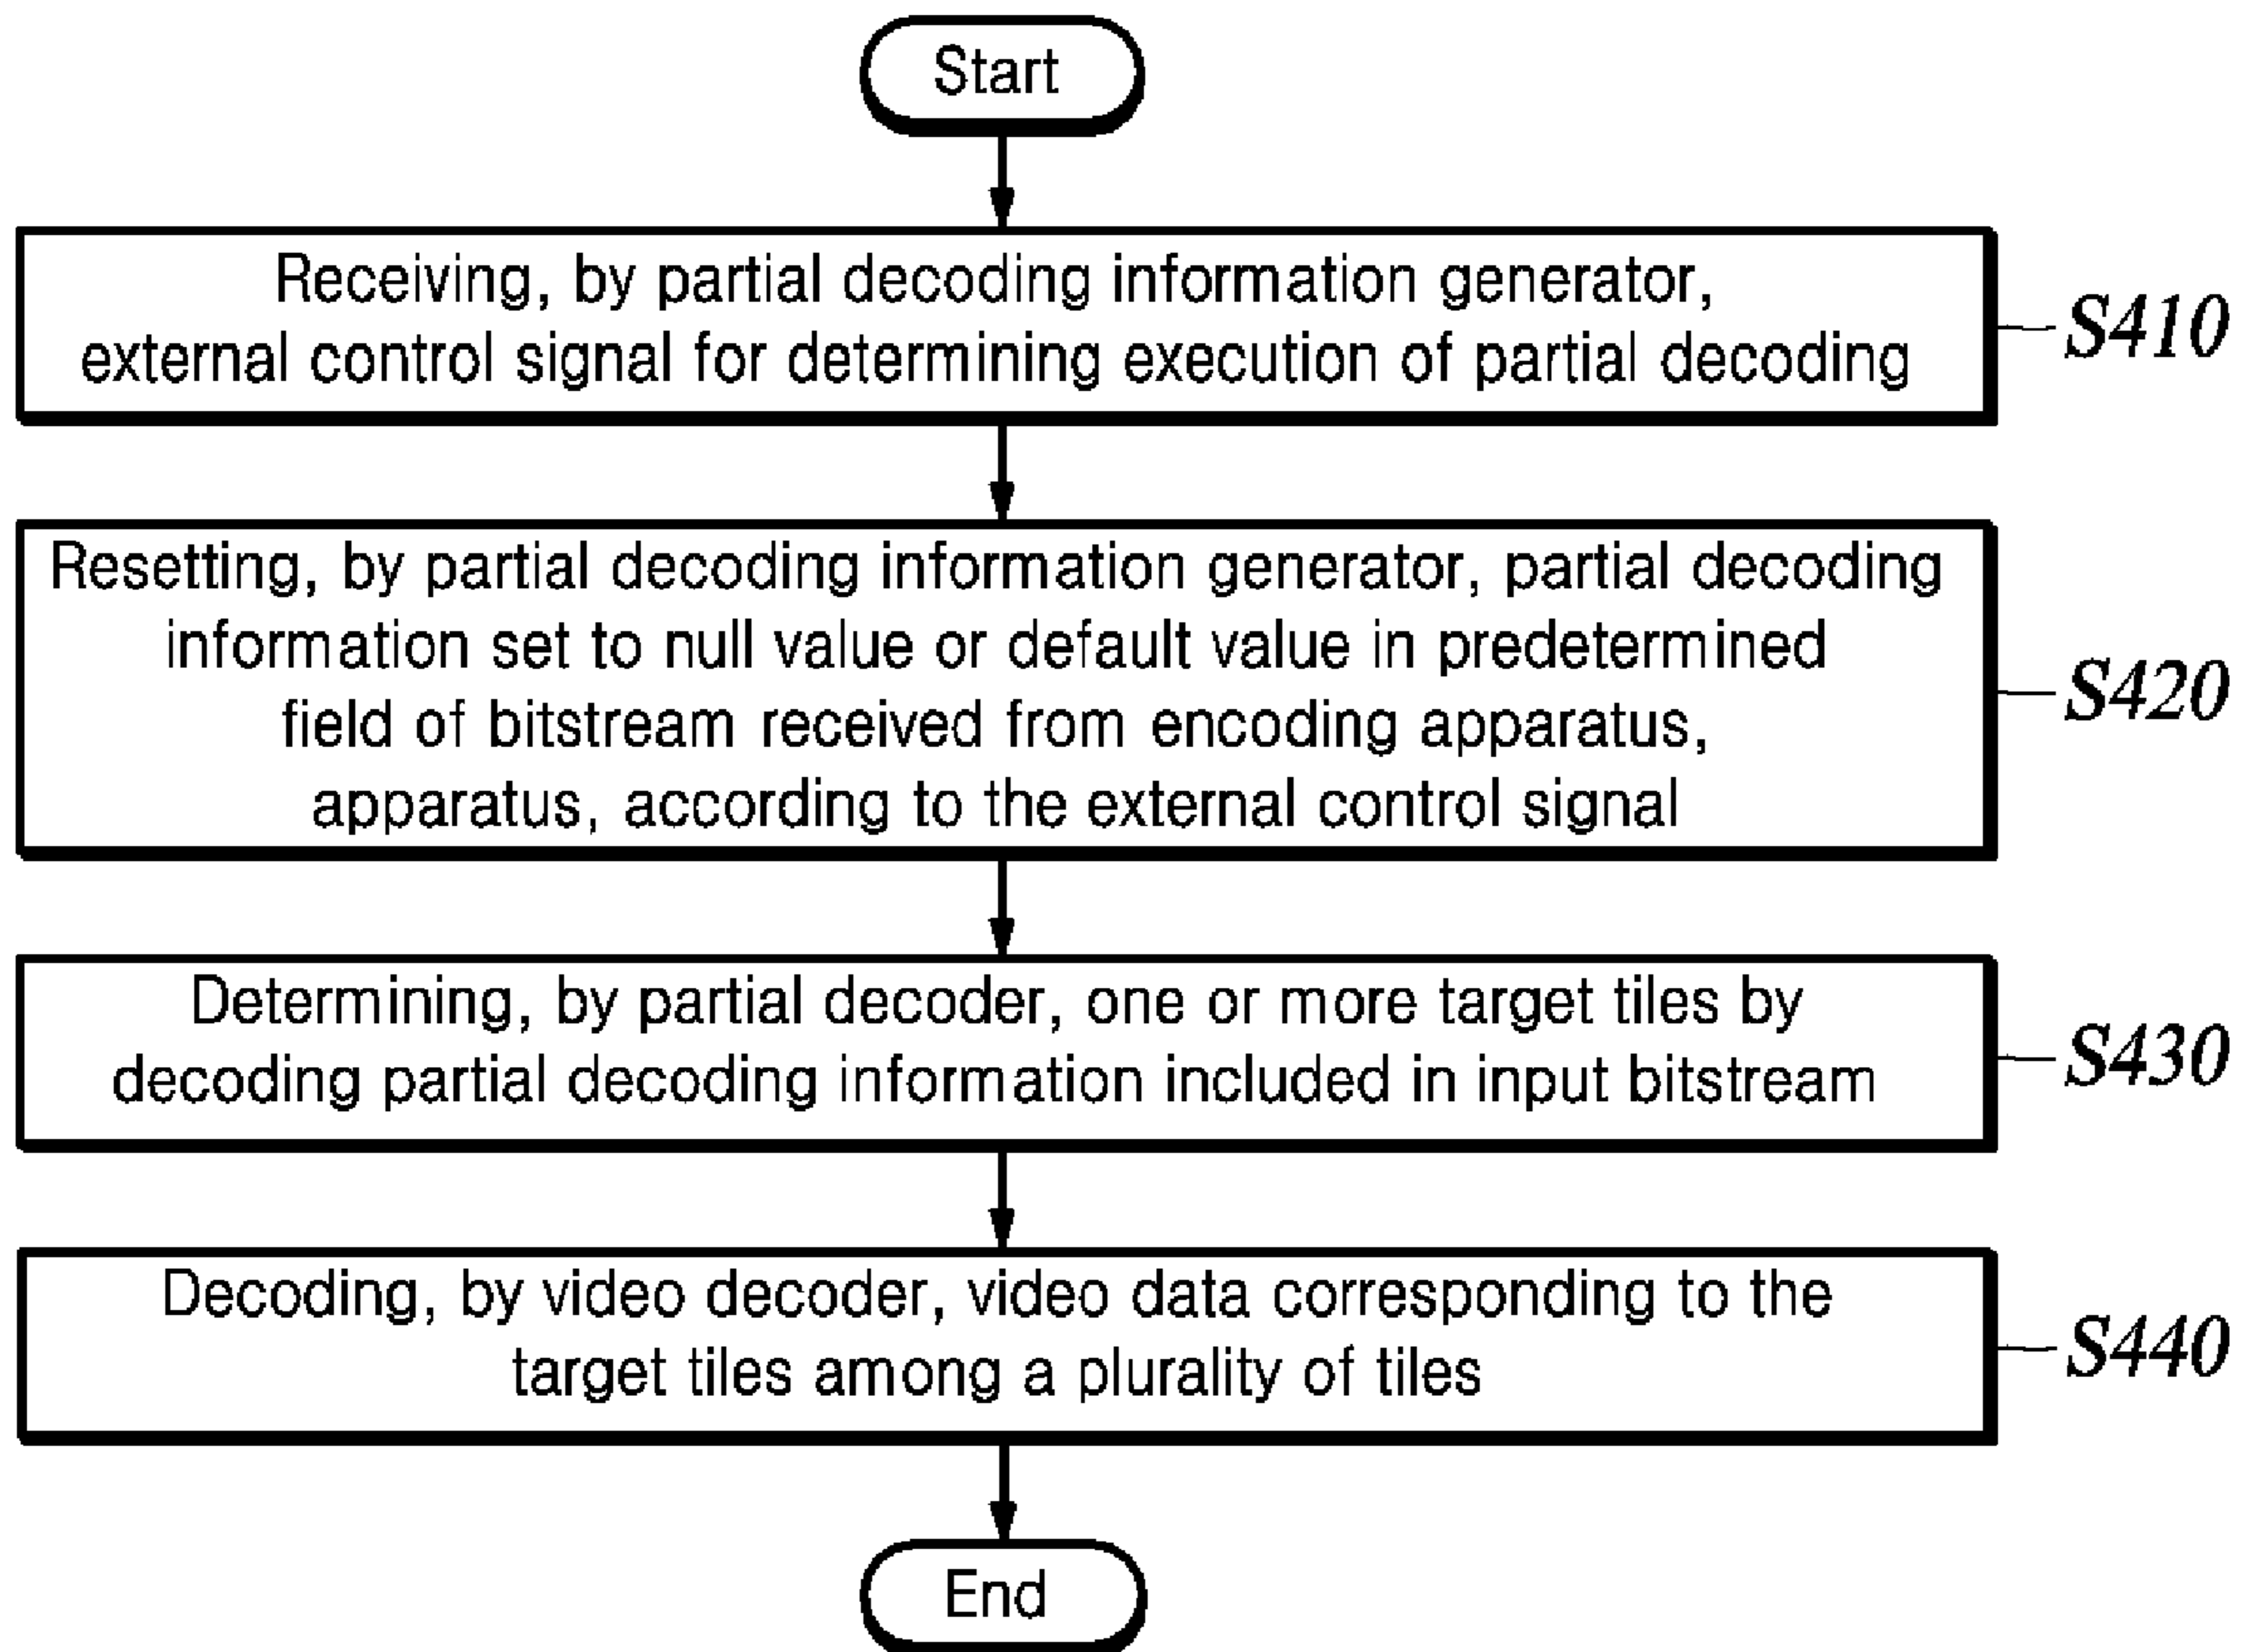 Start
Receiving, by partial decoding information generator,
external control signal for determining execution of partial decoding
S410
Resetting, by partial decoding information generator, partial decoding
information set to null value or default value in predetermined
field of bitstream received from encoding apparatus,
apparatus, according to the external control signal
S420
Determining, by partial decoder, one or more target tiles by
decoding partial decoding information included in input bitstream
S430
Decoding, by video decoder, video data corresponding to the
target tiles among a plurality of tiles
S440
End